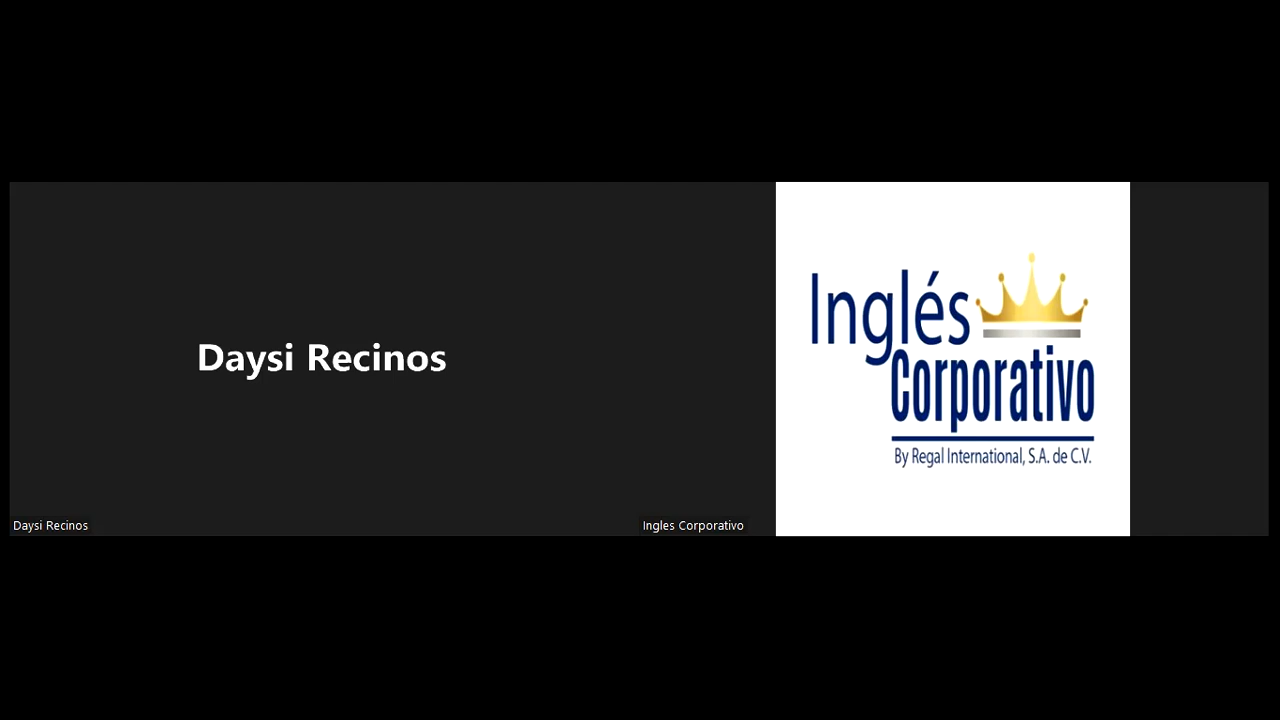 Daysi Recinos
Daysi Recinos
Inglés
Corporativo
By Regal International, S.A. de C.V.
Ingles Corporativo